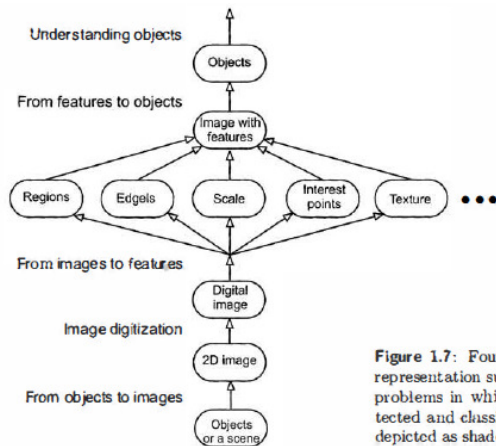 Understanding objects
Objects
From features to objects
Image with
features
Regions
Edgels
Scale
Interest
points
Texture
From images to features
Digital
image
Image digitization
2D image
From objects to images
Objects
or a scene
Figure 1.7: Fou
representation su
problems in whi
tected and class
depicted as shad